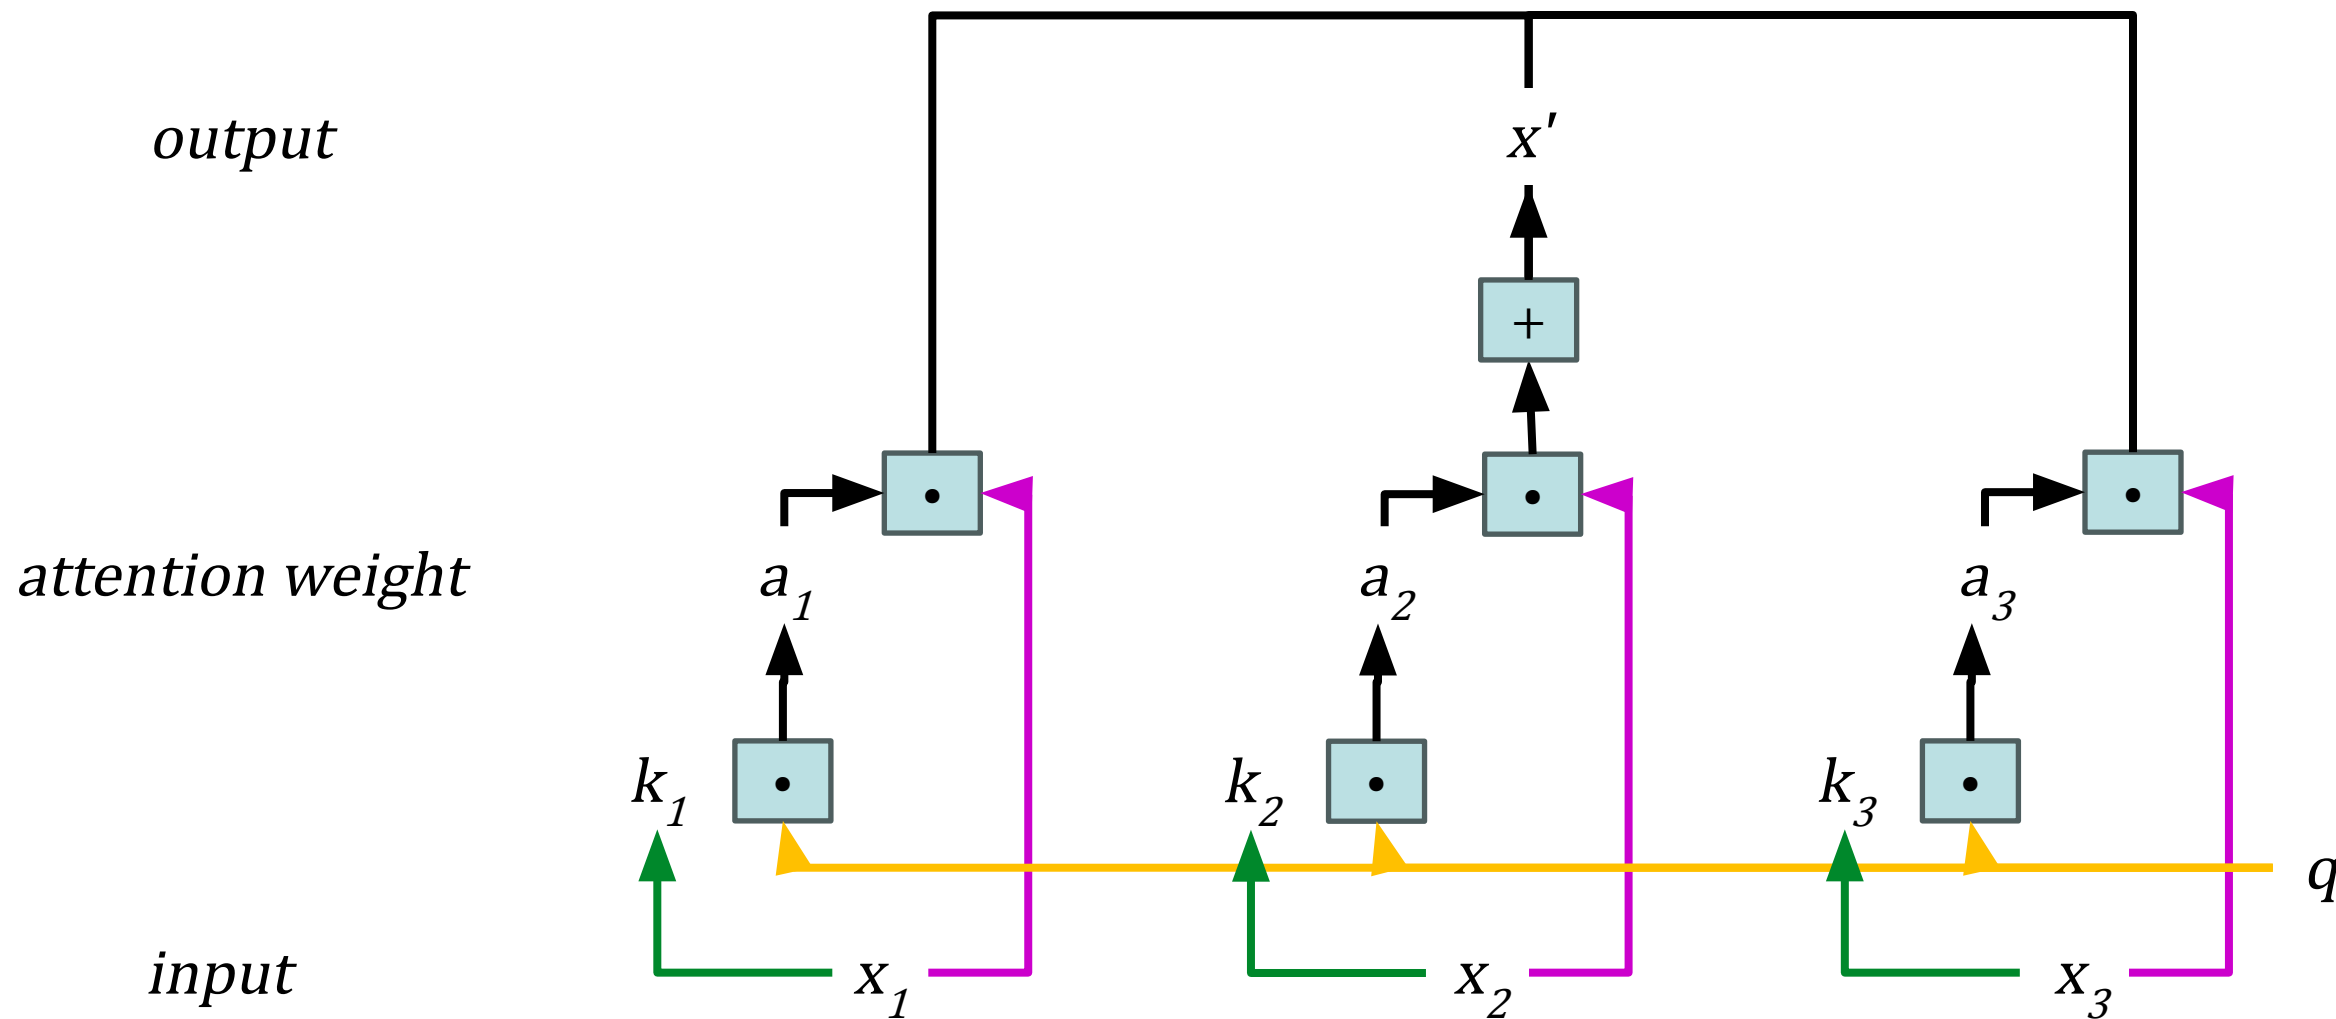 output
x'
+
· · ·
attention weight
a1 a2 a3
k1 · k2 · k3 ·
q
input
x1 x2 x3